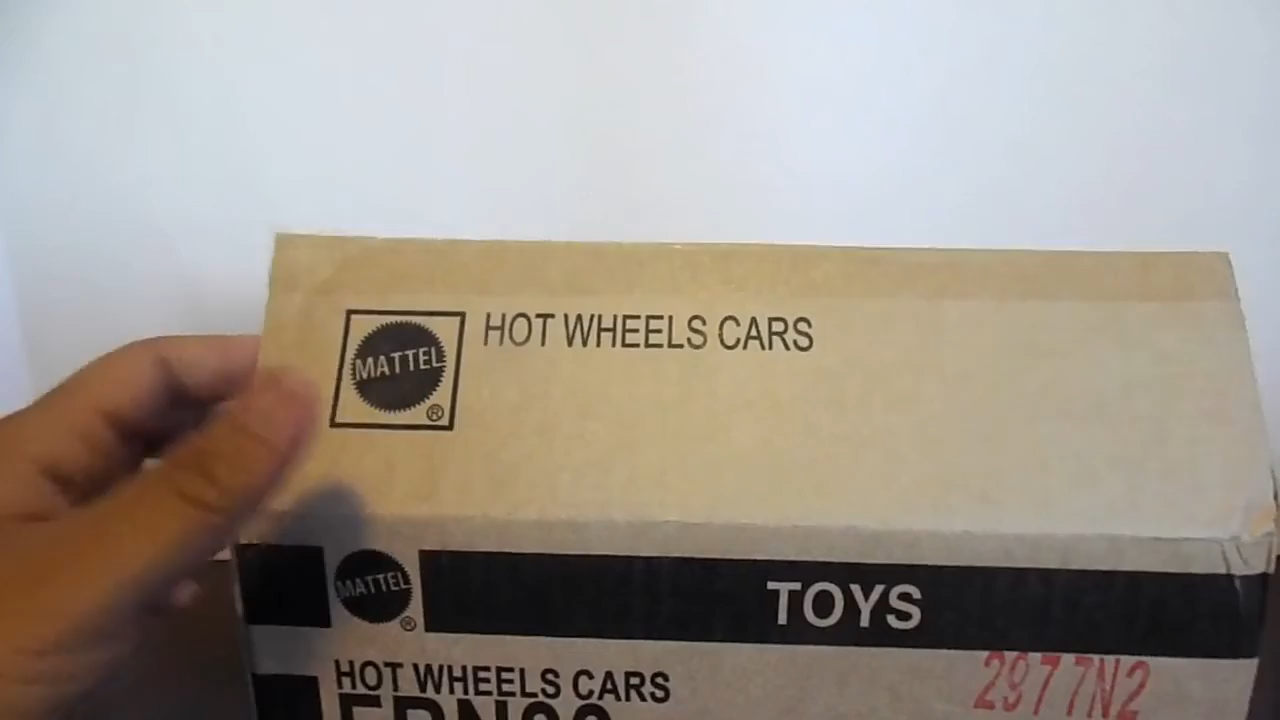 MATTEL
®
HOT WHEELS CARS
MATTEL
®
TOYS
HOT WHEELS CARS
2977N2